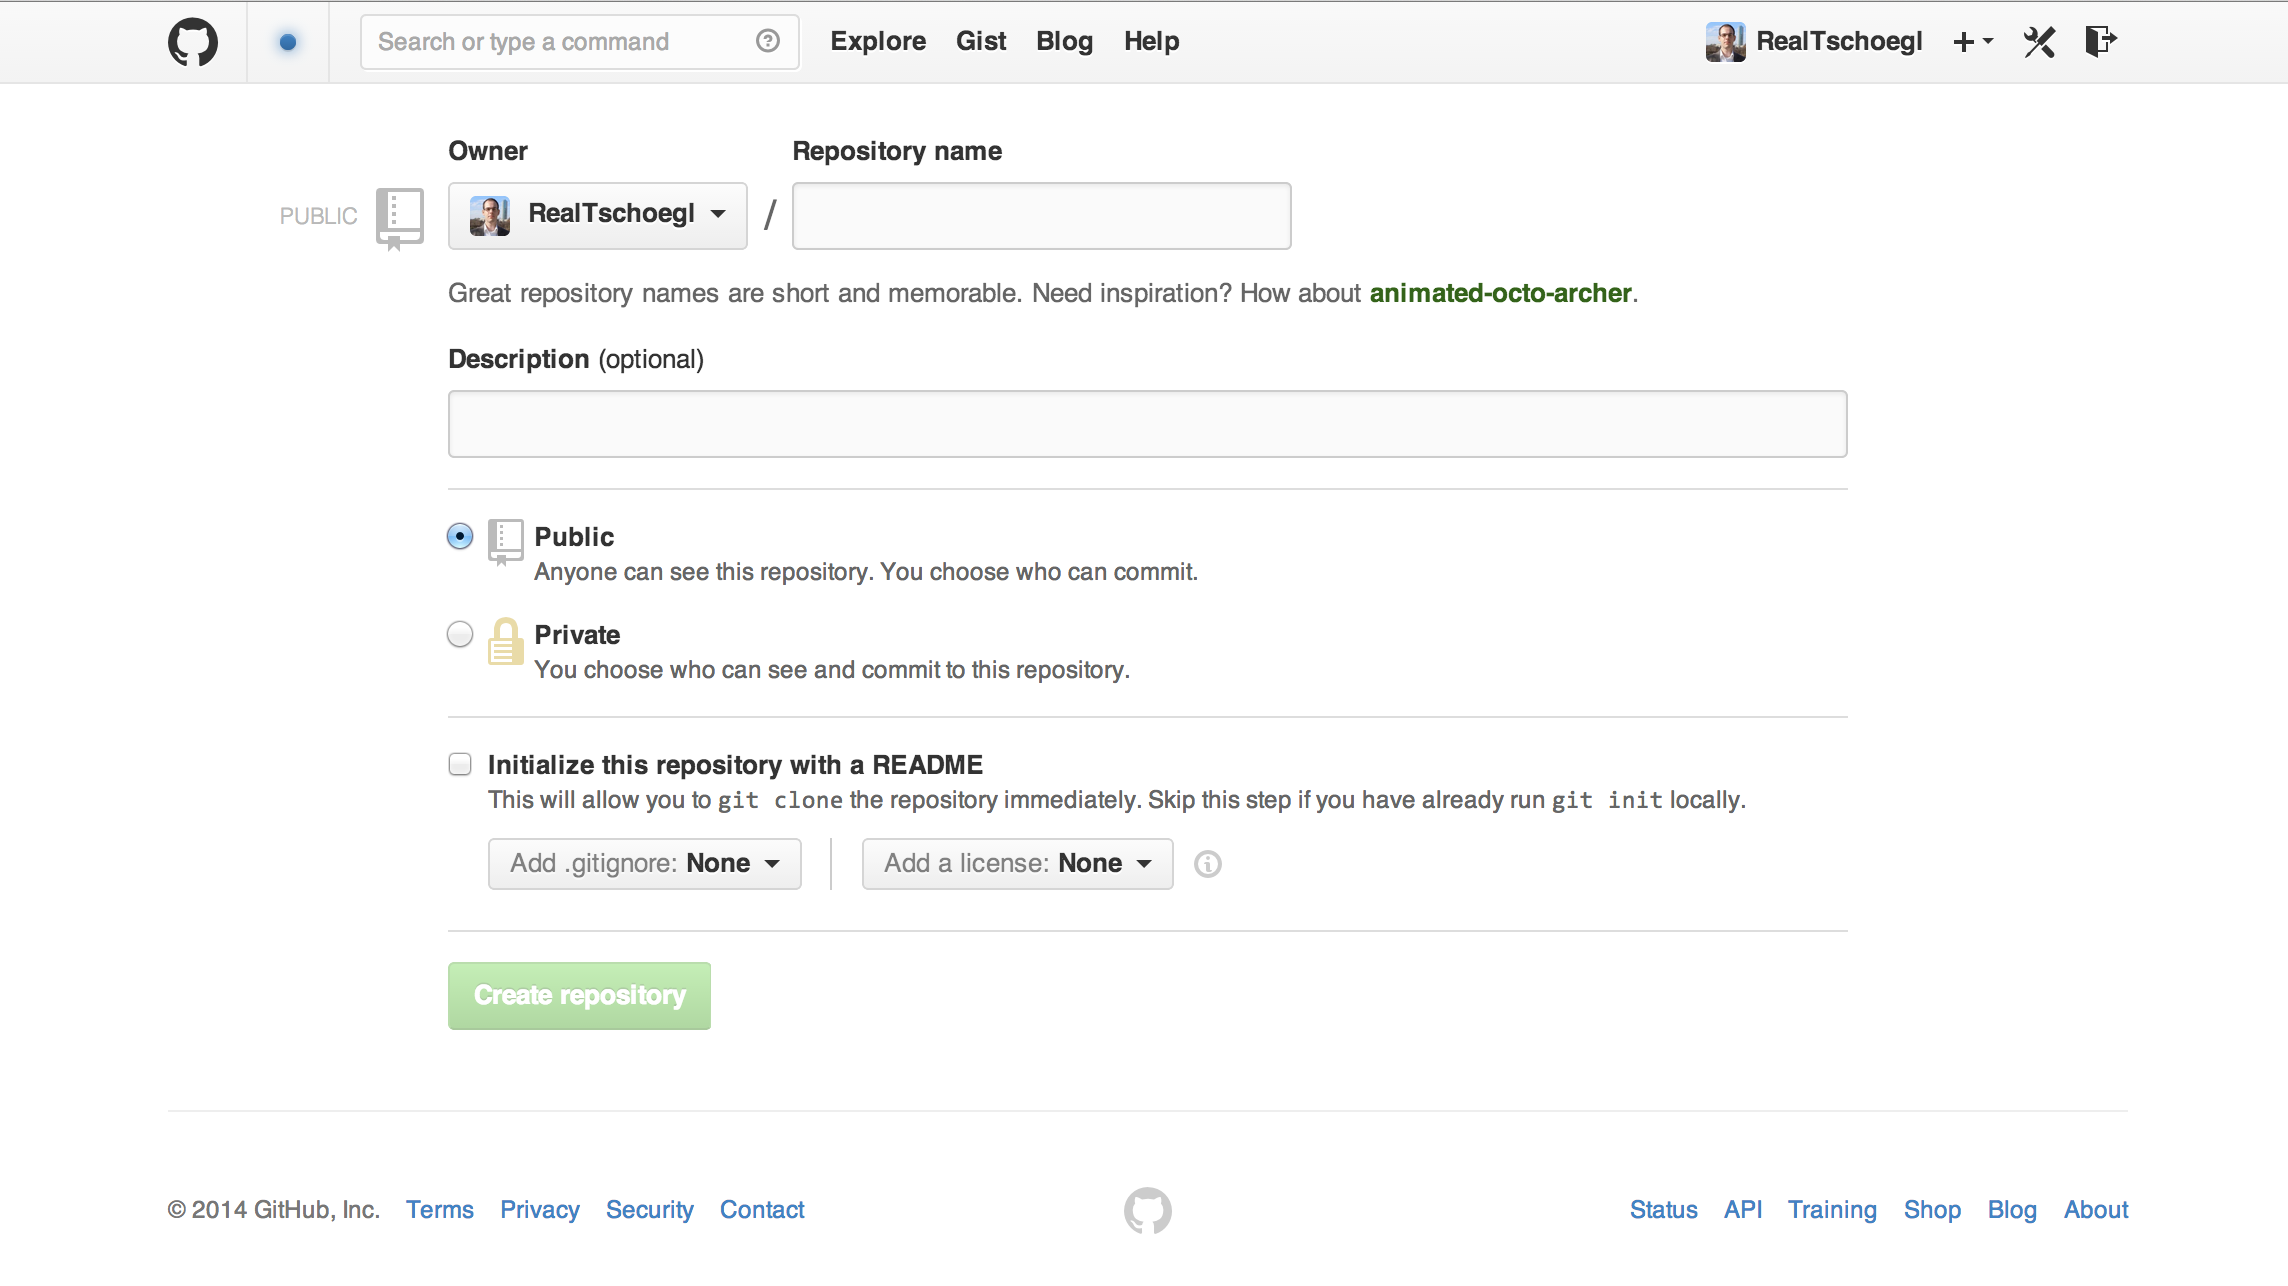 Search or type a command Explore Gist Blog Help RealTschoegl
Owner Repository name
PUBLIC RealTschoegl /
Great repository names are short and memorable. Need inspiration? How about animated-octo-archer.
Description (optional)
Public
Anyone can see this repository. You choose who can commit.
Private
You choose who can see and commit to this repository.
Initialize this repository with a README
This will allow you to git clone the repository immediately. Skip this step if you have already run git init locally.
Add .gitignore: None Add a license: None
Create repository
© 2014 GitHub, Inc. Terms Privacy Security Contact Status API Training Shop Blog About